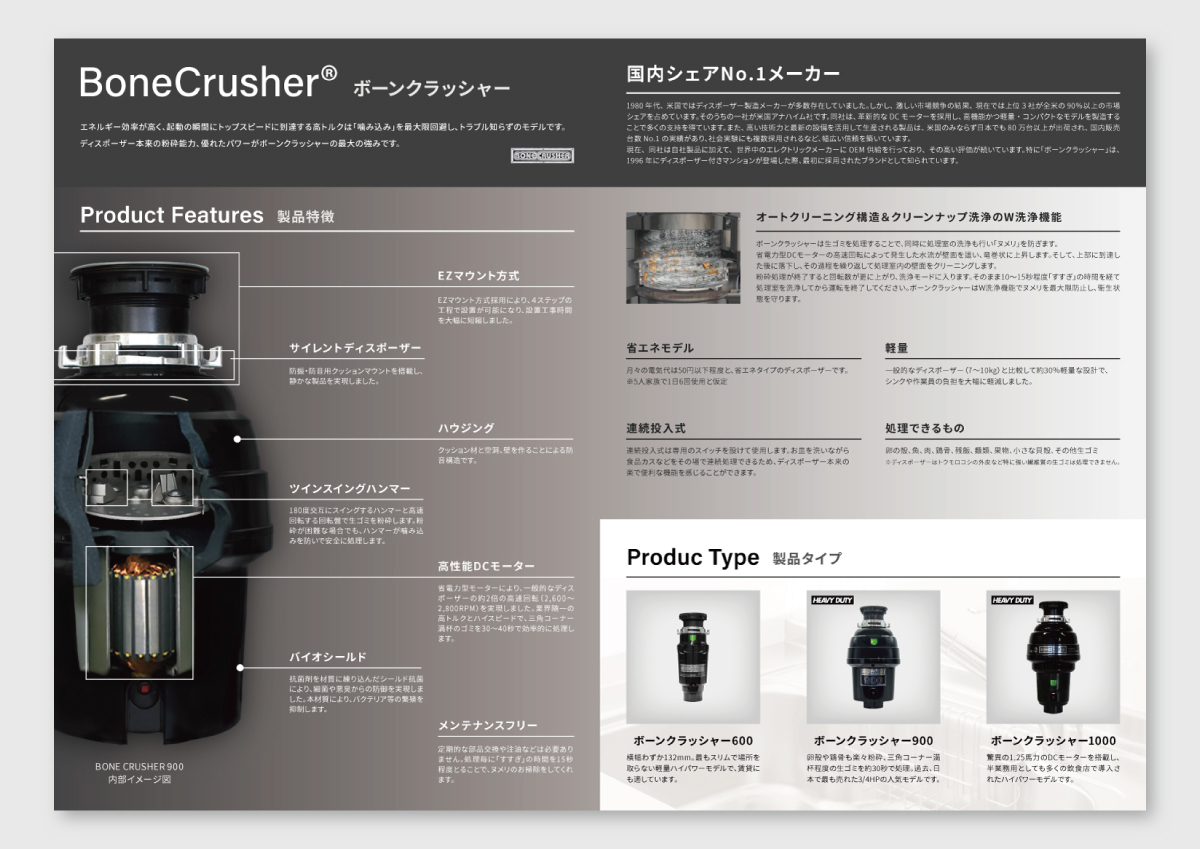 BoneCrusher® ボーンクラッシャー
エネルギー効率が高く、起動の瞬間にトップスピードに到達する高トルクは「噛み込み」を最大限回避し、トラブル知らずのモデルです。
ディスポーザー本来の粉砕能力、優れたパワーがボーンクラッシャーの最大の強みです。
BONECRUSHER
国内シェアNo.1メーカー
1980 年代、米国ではディスポーザー製造メーカーが多数存在していました。しかし、激しい市場競争の結果、現在では上位 3 社が全米の 90%以上の市場
シェアを占めています。そのうちの一社が米国アナハイム社です。同社は、革新的な DC モーターを採用し、高機能かつ軽量・コンパクトなモデルを製造する
ことで多くの支持を得ています。また、高い技術力と最新の設備を活用して生産される製品は、米国のみならず日本でも 80 万台以上が出荷され、国内販売
台数 No.1 の実績があり、社会実験にも複数採用されるなど、幅広い信頼を築いています。
現在、同社は自社製品に加えて、世界中のエレクトリックメーカーに OEM 供給を行っており、その高い評価が続いています。特に「ボーンクラッシャー」は、
1996 年にディスポーザー付きマンションが登場した際、最初に採用されたブランドとして知られています。
Product Features 製品特徴
EZマウント方式
EZマウント方式採用により、4ステップの
工程で設置が可能になり、設置工事時間
を大幅に短縮しました。
サイレントディスポーザー
防振・防音用クッションマウントを搭載し、
静かな製品を実現しました。
ハウジング
クッション材と空洞、壁を作ることによる防
音構造です。
ツインスイングハンマー
180度交互にスイングするハンマーと高速
回転する回転盤で生ゴミを粉砕します。粉
砕が困難な場合でも、ハンマーが噛み込
みを防いで安全に処理します。
高性能DCモーター
省電力型モーターにより、一般的なディス
ポーザーの約2倍の高速回転(2,600〜
2,800RPM)を実現しました。業界随一の
高トルクとハイスピードで、三角コーナー
満杯のゴミを30〜40秒で効率的に処理し
ます。
バイオシールド
抗菌剤を材質に練り込んだシールド抗菌
により、細菌や悪臭からの防御を実現しま
した。本材質により、バクテリア等の繁殖を
抑制します。
メンテナンスフリー
定期的な部品交換や注油などは必要あり
ません。処理毎に「すすぎ」の時間を15秒
程度とることで、ヌメリのお掃除をしてくれ
ます。
BONE CRUSHER 900
内部イメージ図
オートクリーニング構造&クリーンナップ洗浄のW洗浄機能
ボーンクラッシャーは生ゴミを処理することで、同時に処理室の洗浄も行い「ヌメリ」を防ぎます。
省電力型DCモーターの高速回転によって発生した水流が壁面を這い、竜巻状に上昇します。そして、上部に到達し
た後に落下し、その過程を繰り返して処理室内の壁面をクリーニングします。
粉砕処理が終了すると回転数が更に上がり、洗浄モードに入ります。そのまま10〜15秒程度「すすぎ」の時間を経て
処理室を洗浄してから運転を終了してください。ボーンクラッシャーはW洗浄機能でヌメリを最大限防止し、衛生状
態を守ります。
省エネモデル
月々の電気代は50円以下程度と、省エネタイプのディスポーザーです。
※5人家族で1日6回使用と仮定
軽量
一般的なディスポーザー(7〜10kg)と比較して約30%軽量な設計で、
シンクや作業員の負担を大幅に軽減しました。
連続投入式
連続投入式は専用のスイッチを設けて使用します。お皿を洗いながら
食品カスなどをその場で連続処理できるため、ディスポーザー本来の
楽で便利な機能を感じることができます。
処理できるもの
卵の殻、魚、肉、鶏骨、残飯、麺類、果物、小さな貝殻、その他生ゴミ
※ディスポーザーはトウモロコシの外皮など特に強い繊維質の生ゴミは処理できません。
Produc Type 製品タイプ
HEAVY DUTY
HEAVY DUTY
ボーンクラッシャー600
横幅わずか132mm。最もスリムで場所を
取らない軽量ハイパワーモデルで、賃貸に
も適しています。
ボーンクラッシャー900
卵殻や鶏骨も楽々粉砕、三角コーナー満
杯程度の生ゴミを約30秒で処理。過去、日
本で最も売れた3/4HPの人気モデルです。
ボーンクラッシャー1000
驚異の1.25馬力のDCモーターを搭載し、
半業務用としても多くの飲食店で導入さ
れたハイパワーモデルです。